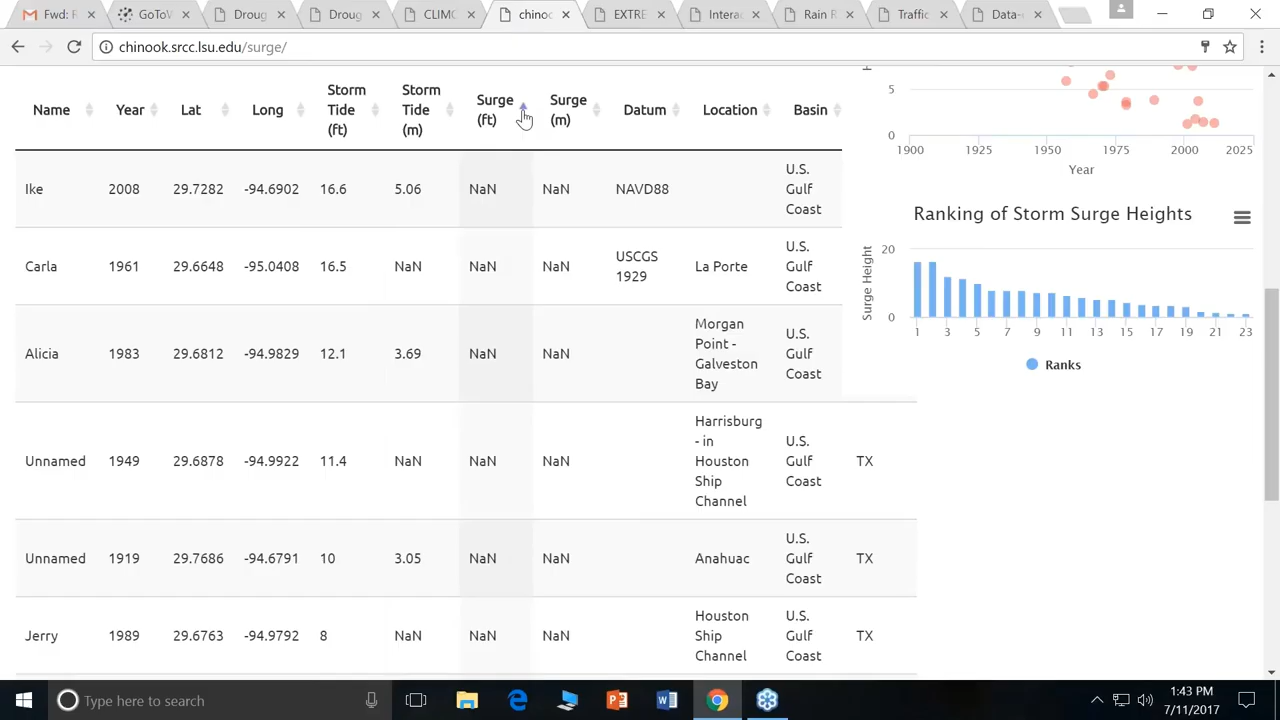 Fwd: R
GoToW
Droug
Droug
CLIMO
chinoo
EXTRE
Interac
Rain R
Traffic
Data-
chinook.srcc.lsu.edu/surge/
Name
Year
Lat
Long
Storm
Tide
(ft)
Storm
Tide
(m)
Surge
(ft)
Surge
(m)
Datum
Location
Basin
Ike 2008 29.7282 -94.6902 16.6 5.06 NaN NaN NAVD88
U.S.
Gulf
Coast
Carla 1961 29.6648 -95.0408 16.5 NaN NaN NaN
USCGS
1929
La Porte
U.S.
Gulf
Coast
Alicia 1983 29.6812 -94.9829 12.1 3.69 NaN NaN
Morgan
Point -
Galveston
Bay
U.S.
Gulf
Coast
Unnamed 1949 29.6878 -94.9922 11.4 NaN NaN NaN
Harrisburg
- in
Houston
Ship
Channel
U.S.
Gulf
Coast
TX
Unnamed 1919 29.7686 -94.6791 10 3.05 NaN NaN
Anahuac
U.S.
Gulf
Coast
TX
Jerry 1989 29.6763 -94.9792 8 NaN NaN NaN
Houston
Ship
Channel
U.S.
Gulf
Coast
TX
5
0
1900 1925 1950 1975 2000 2025
Year
Ranking of Storm Surge Heights
Surge Height
20
0
1 3 5 7 9 11 13 15 17 19 21 23
Ranks
Type here to search
1:43 PM
7/11/2017